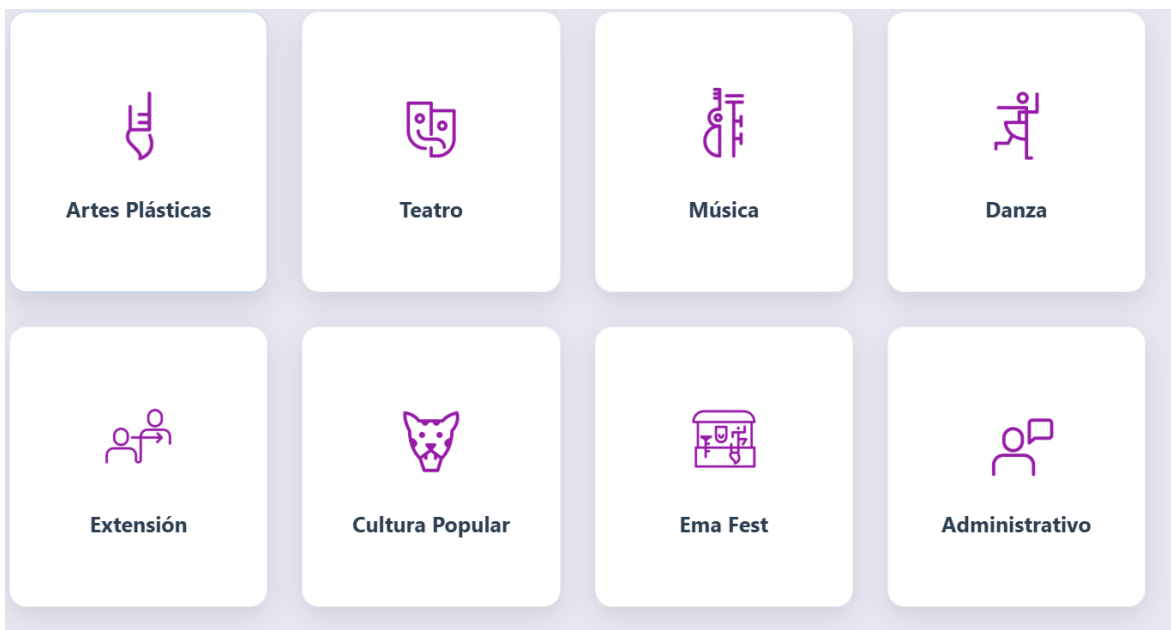 Artes Plásticas
Teatro
Música
Danza
Extensión
Cultura Popular
Ema Fest
Administrativo